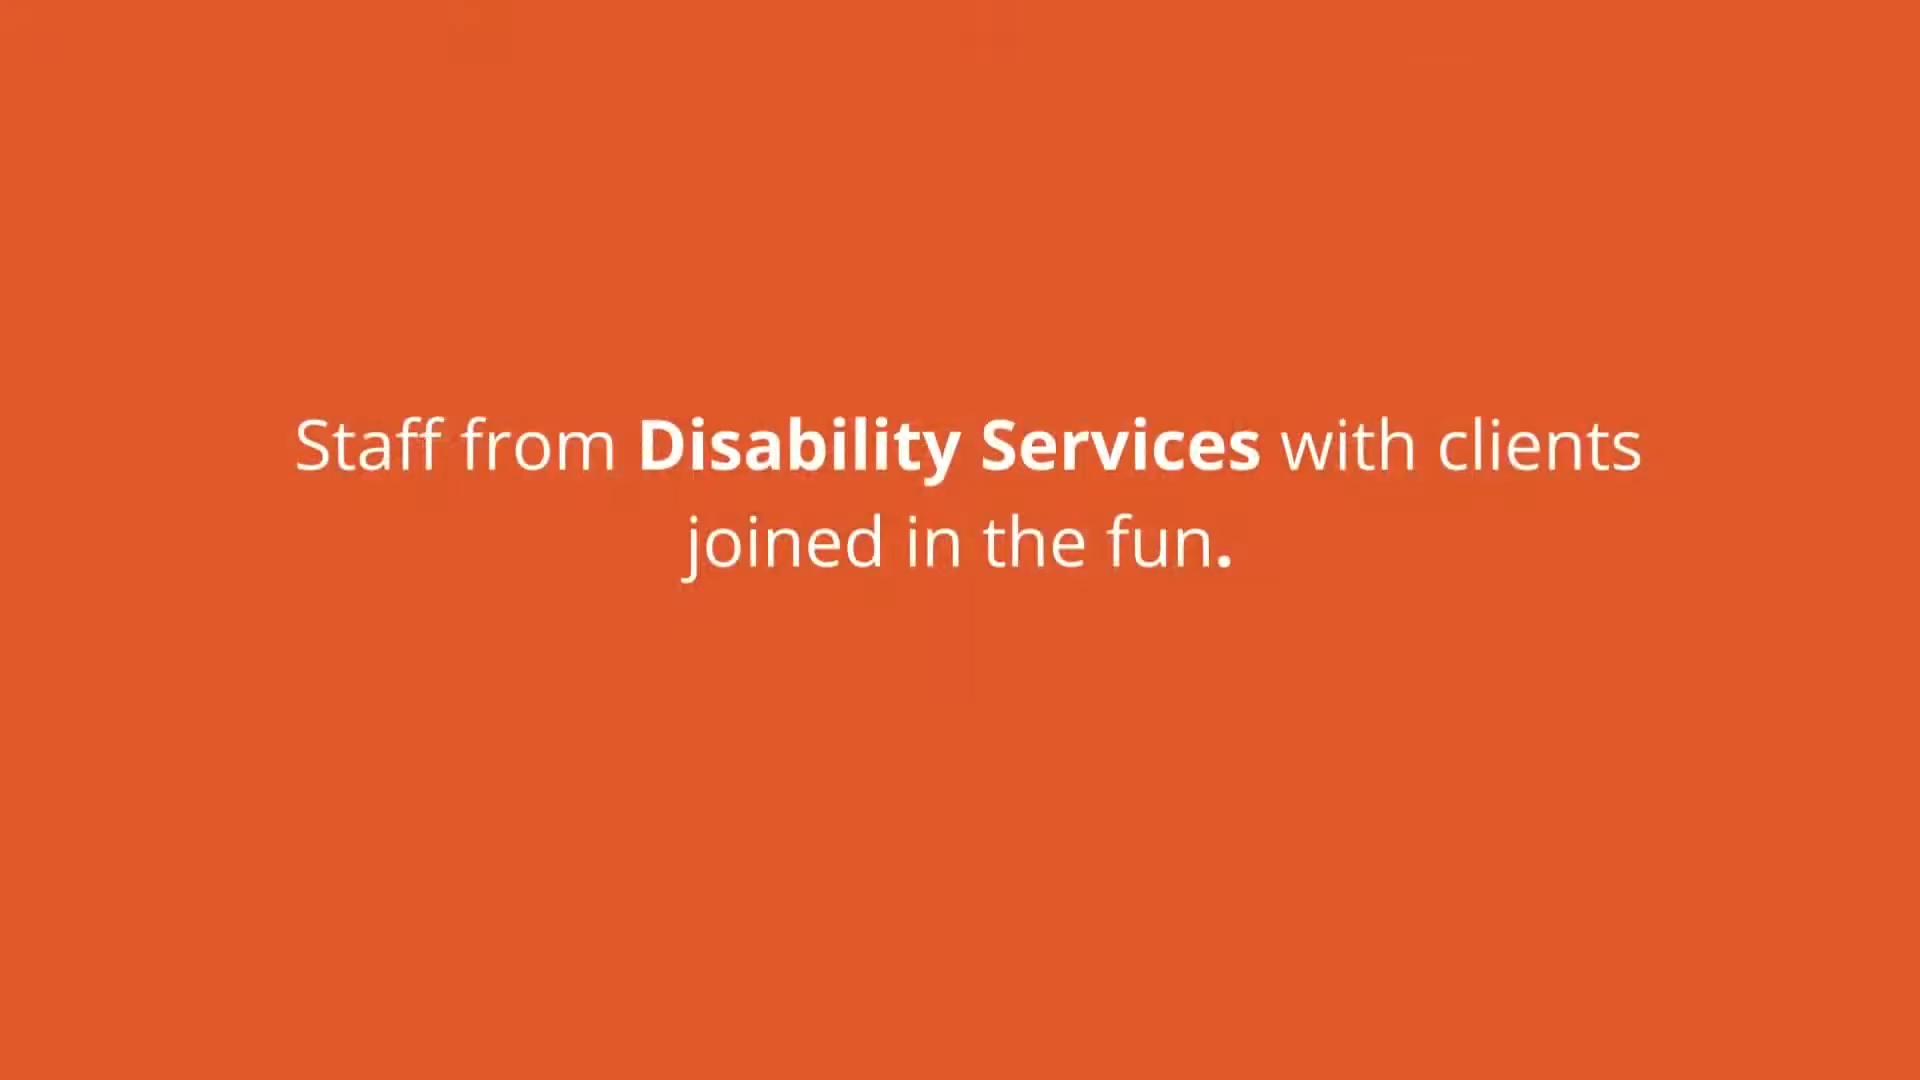 Staff from Disability Services with clients
joined in the fun.